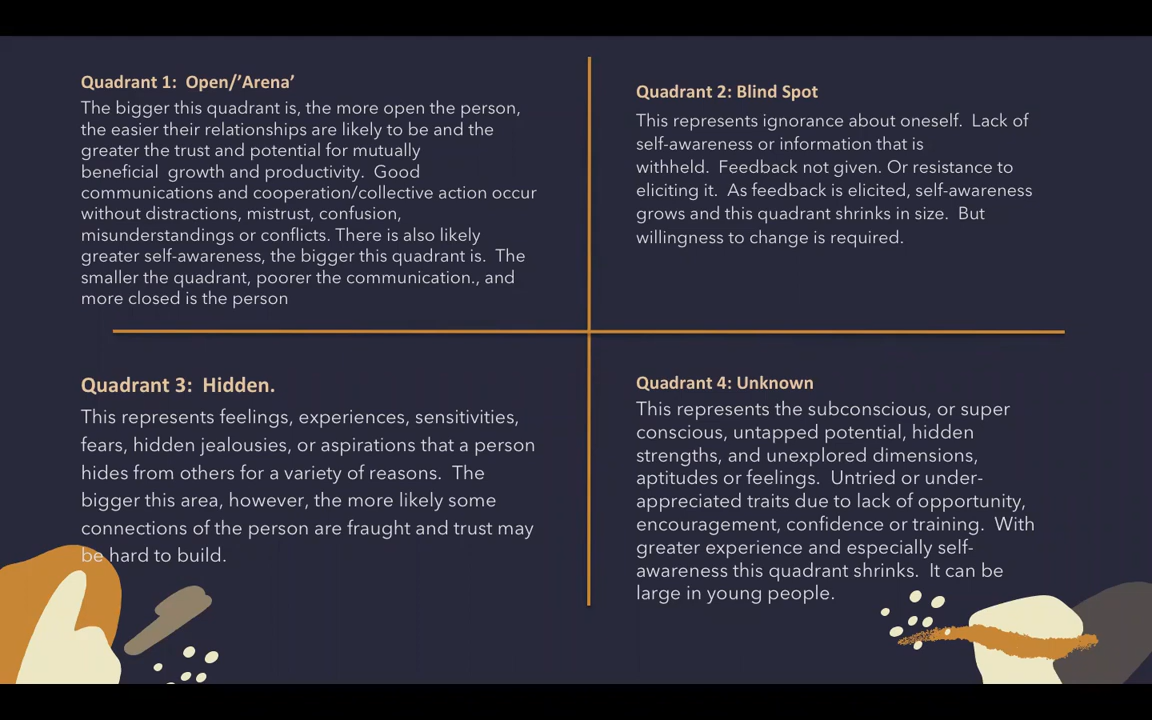 Quadrant 1:  Open/’Arena’
The bigger this quadrant is, the more open the person,
the easier their relationships are likely to be and the
greater the trust and potential for mutually
beneficial  growth and productivity.  Good
communications and cooperation/collective action occur
without distractions, mistrust, confusion,
misunderstandings or conflicts. There is also likely
greater self-awareness, the bigger this quadrant is.  The
smaller the quadrant, poorer the communication., and
more closed is the person
Quadrant 2: Blind Spot
This represents ignorance about oneself.  Lack of
self-awareness or information that is
withheld.  Feedback not given. Or resistance to
eliciting it.  As feedback is elicited, self-awareness
grows and this quadrant shrinks in size.  But
willingness to change is required.
Quadrant 3:  Hidden.
This represents feelings, experiences, sensitivities,
fears, hidden jealousies, or aspirations that a person
hides from others for a variety of reasons.  The
bigger this area, however, the more likely some
connections of the person are fraught and trust may
be hard to build.
Quadrant 4: Unknown
This represents the subconscious, or super
conscious, untapped potential, hidden
strengths, and unexplored dimensions,
aptitudes or feelings.  Untried or under-
appreciated traits due to lack of opportunity,
encouragement, confidence or training.  With
greater experience and especially self-
awareness this quadrant shrinks.  It can be
large in young people.